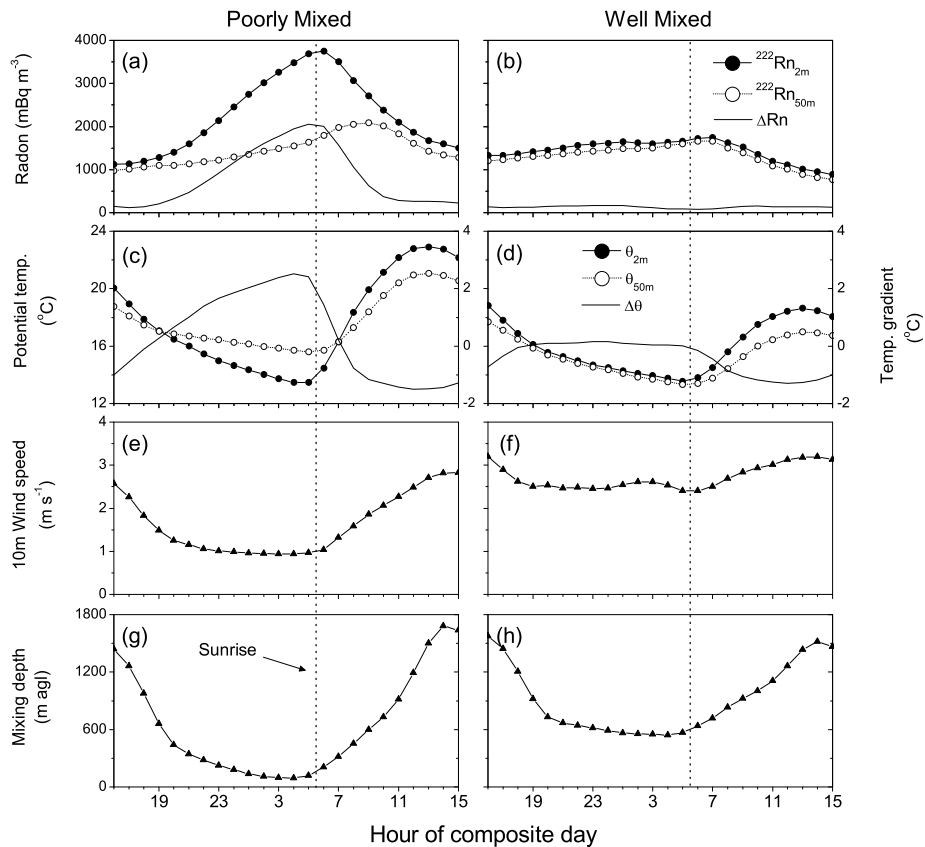 Poorly Mixed
Well Mixed
Radon (mBq m⁻³)
4000
3000
2000
1000
0
(a)
(b)
²²²Rn₂ₘ
²²²Rn₅₀ₘ
ΔRn
Potential temp.
(°C)
24
20
16
12
(c)
4
2
0
-2
(d)
θ₂ₘ
θ₅₀ₘ
Δθ
4
2
0
-2
Temp. gradient
(°C)
10m Wind speed
(m s⁻¹)
4
3
2
1
0
(e)
(f)
Mixing depth
(m agl)
1800
1200
600
0
(g)
Sunrise
(h)
19 23 3 7 11 15
19 23 3 7 11 15
Hour of composite day